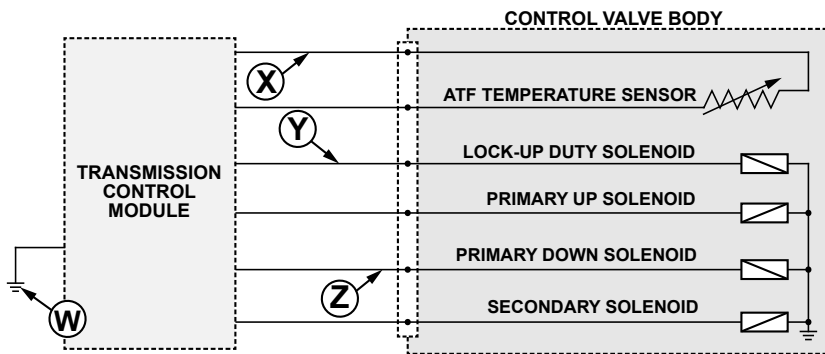 CONTROL VALVE BODY
X
ATF TEMPERATURE SENSOR
Y
LOCK-UP DUTY SOLENOID
TRANSMISSION
CONTROL
MODULE
PRIMARY UP SOLENOID
PRIMARY DOWN SOLENOID
Z
W
SECONDARY SOLENOID